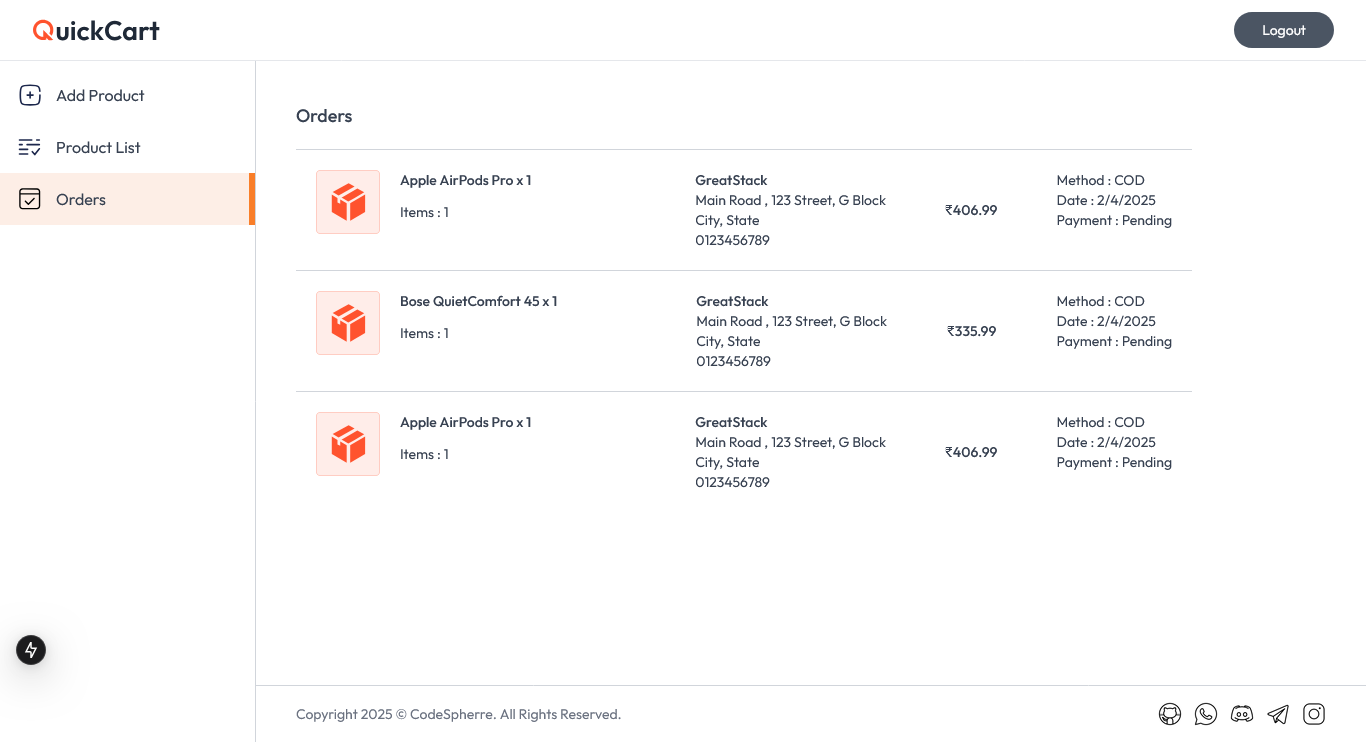 QuickCart
Logout
Add Product
Product List
Orders
Orders
Apple AirPods Pro x 1
Items : 1
GreatStack
Main Road , 123 Street, G Block
City, State
0123456789
₹406.99
Method : COD
Date : 2/4/2025
Payment : Pending
Bose QuietComfort 45 x 1
Items : 1
GreatStack
Main Road , 123 Street, G Block
City, State
0123456789
₹335.99
Method : COD
Date : 2/4/2025
Payment : Pending
Apple AirPods Pro x 1
Items : 1
GreatStack
Main Road , 123 Street, G Block
City, State
0123456789
₹406.99
Method : COD
Date : 2/4/2025
Payment : Pending
Copyright 2025 © CodeSpherre. All Rights Reserved.